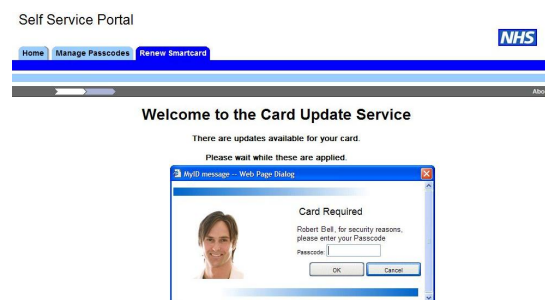 Self Service Portal
NHS
Home Manage Passcodes Renew Smartcard
Abo
Welcome to the Card Update Service
There are updates available for your card.
Please wait while these are applied.
MyID message -- Web Page Dialog
Card Required
Robert Bell, for security reasons,
please enter your Passcode
Passcode:
OK Cancel